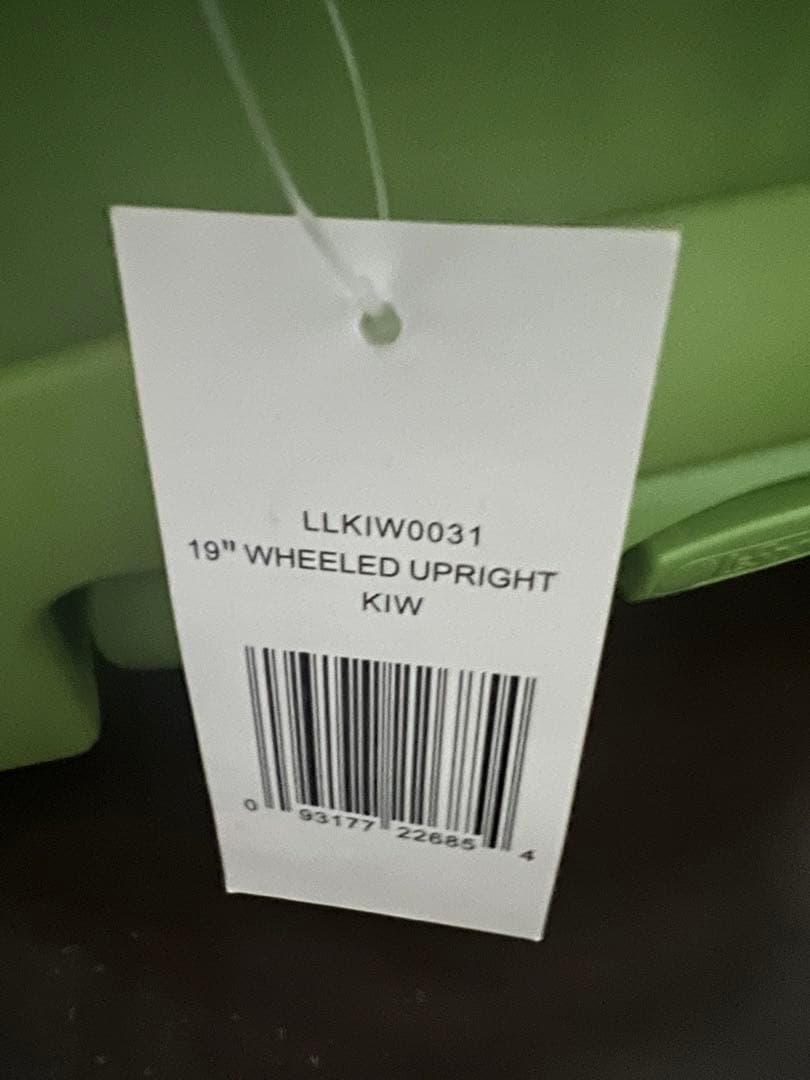 LLKIW0031
19" WHEELED UPRIGHT
KIW
0 93177 22685 4